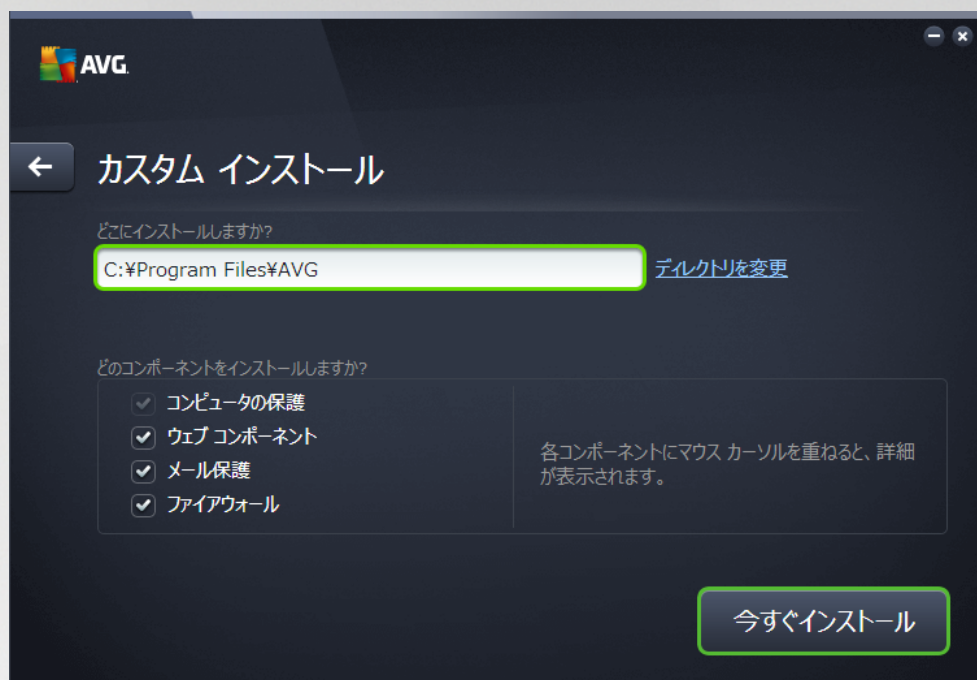 AVG.
カスタム インストール
どこにインストールしますか?
C:¥Program Files¥AVG
ディレクトリを変更
どのコンポーネントをインストールしますか?
コンピュータの保護
ウェブ コンポーネント
メール保護
ファイアウォール
各コンポーネントにマウス カーソルを重ねると、詳細
が表示されます。
今すぐインストール